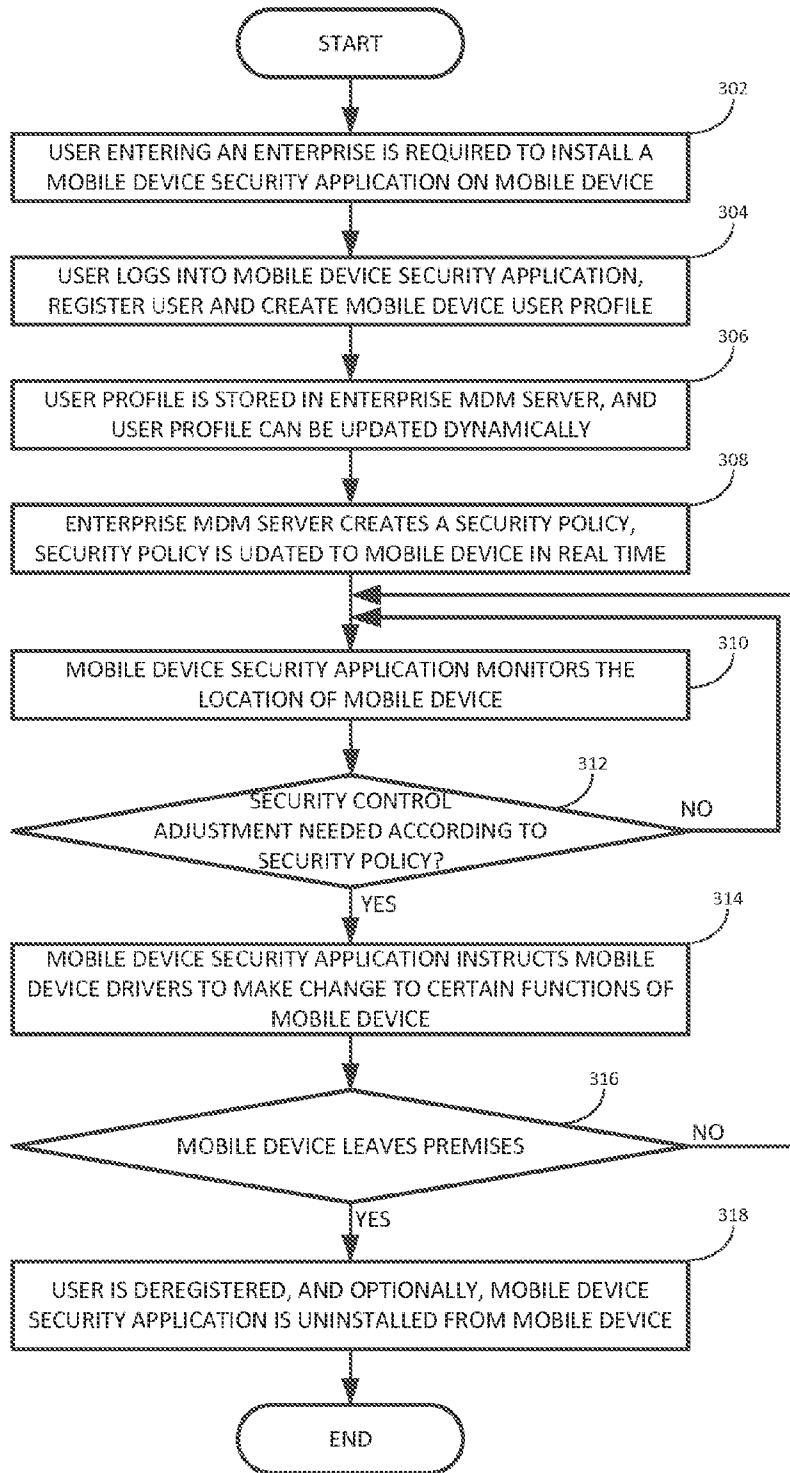 START
302
USER ENTERING AN ENTERPRISE IS REQUIRED TO INSTALL A
MOBILE DEVICE SECURITY APPLICATION ON MOBILE DEVICE
304
USER LOGS INTO MOBILE DEVICE SECURITY APPLICATION,
REGISTER USER AND CREATE MOBILE DEVICE USER PROFILE
306
USER PROFILE IS STORED IN ENTERPRISE MDM SERVER, AND
USER PROFILE CAN BE UPDATED DYNAMICALLY
308
ENTERPRISE MDM SERVER CREATES A SECURITY POLICY,
SECURITY POLICY IS UDATED TO MOBILE DEVICE IN REAL TIME
310
MOBILE DEVICE SECURITY APPLICATION MONITORS THE
LOCATION OF MOBILE DEVICE
312
SECURITY CONTROL
ADJUSTMENT NEEDED ACCORDING TO
SECURITY POLICY?
NO
YES
314
MOBILE DEVICE SECURITY APPLICATION INSTRUCTS MOBILE
DEVICE DRIVERS TO MAKE CHANGE TO CERTAIN FUNCTIONS OF
MOBILE DEVICE
316
MOBILE DEVICE LEAVES PREMISES
NO
YES
318
USER IS DEREGISTERED, AND OPTIONALLY, MOBILE DEVICE
SECURITY APPLICATION IS UNINSTALLED FROM MOBILE DEVICE
END